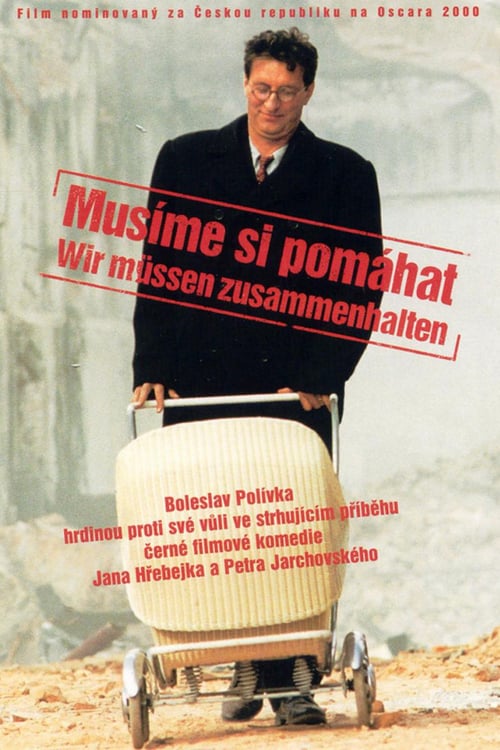 Film nominovaný za Českou republiku na Oscara 2000
Musíme si pomáhat
Wir müssen zusammenhalten
Boleslav Polívka
hrdinou proti své vůli ve strhujícím příběhu
černé filmové komedie
Jana Hřebejka a Petra Jarchovského